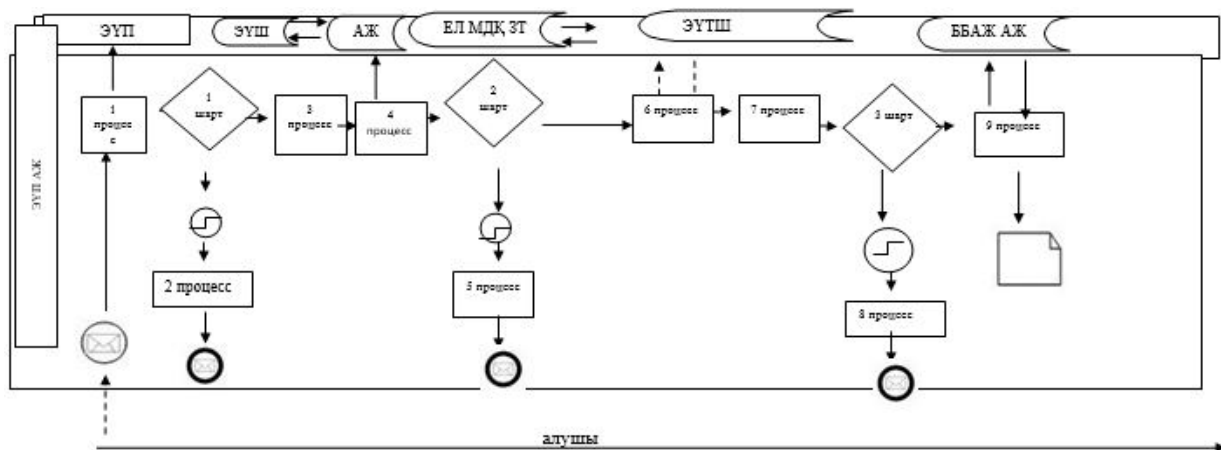 ЭҮП
ЭҮШ
АЖ
ЕЛ МДҚ ЗТ
ЭҮТШ
ББАЖ АЖ
ЭҮП АЖ
1
процес
с
1
шарт
3
процесс
4
процесс
2
шарт
6 процесс
7 процесс
3 шарт
9 процесс
2 процесс
5 процесс
8 процесс
алушы